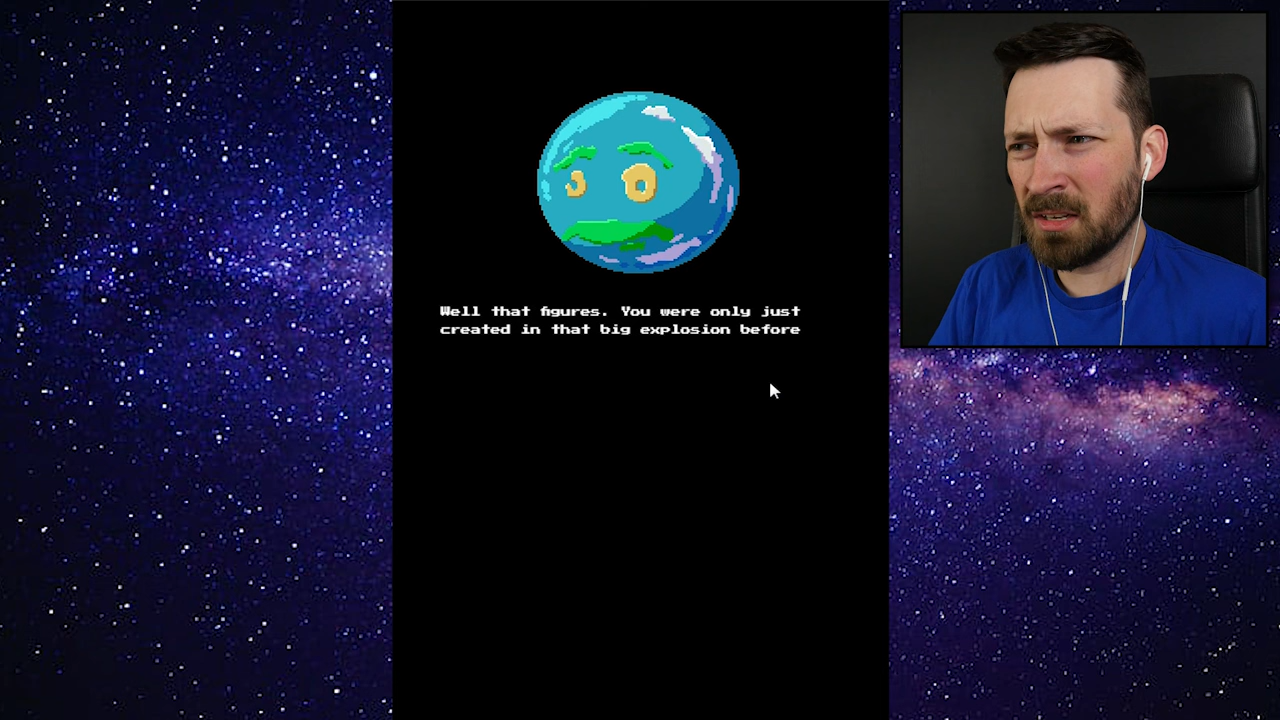 Well that figures. You were only just
created in that big explosion before